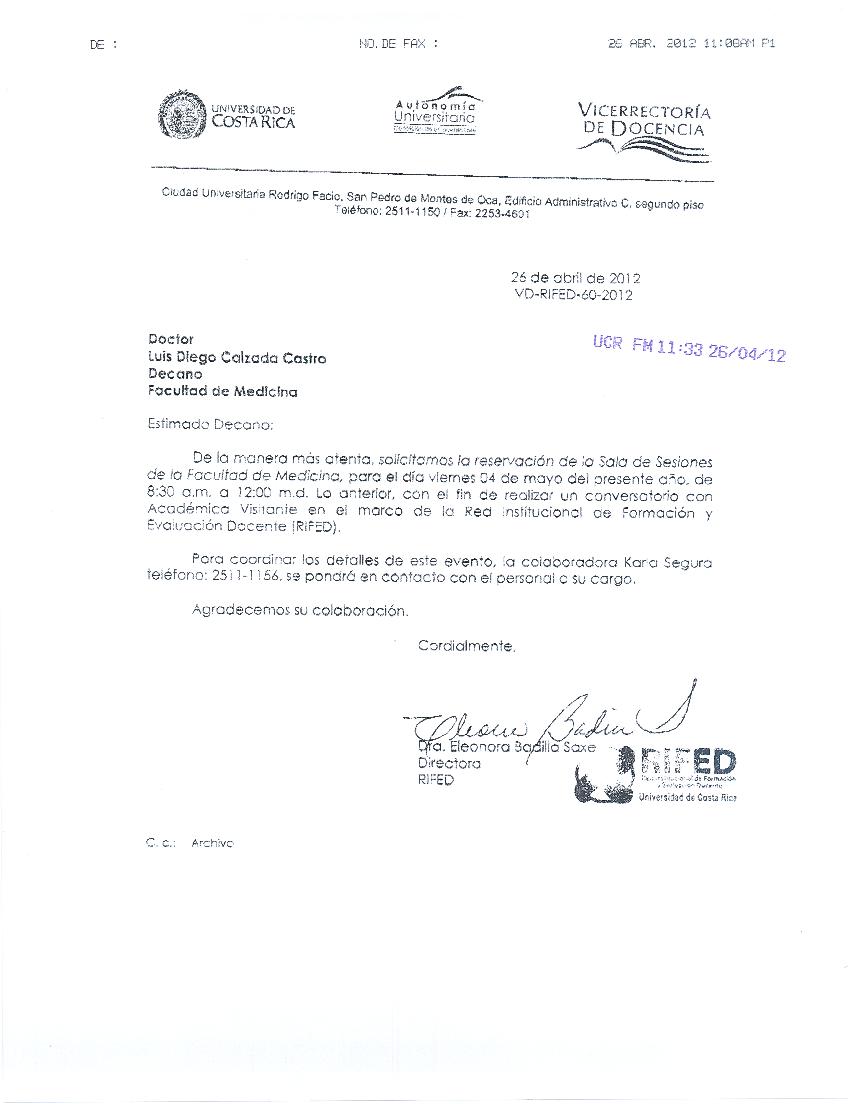 DE :
NO. DE FAX :
26 ABR. 2012 11:08AM P1
UNIVERSIDAD DE
COSTA RICA
Autonomía
Universitaria
VICERRECTORÍA
DE DOCENCIA
Ciudad Universitaria Rodrigo Facio, San Pedro de Montes de Oca, Edificio Administrativo C, segundo piso
Teléfono: 2511-1150 / Fax: 2253-4601
26 de abril de 2012
VD-RIFED-60-2012
UCR FM 11:33 26/04/12
Doctor
Luis Diego Calzada Castro
Decano
Facultad de Medicina
Estimado Decano:
De la manera más atenta, solicitamos la reservación de la Sala de Sesiones
de la Facultad de Medicina, para el día viernes 04 de mayo del presente año, de
8:30 a.m. a 12:00 m.d. Lo anterior, con el fin de realizar un conversatorio con
Académica Visitante en el marco de la Red Institucional de Formación y
Evaluación Docente (RIFED).
Para coordinar los detalles de este evento, la colaboradora Karla Segura
teléfono: 2511-1156, se pondrá en contacto con el personal a su cargo.
Agradecemos su colaboración.
Cordialmente,
Dra. Eleonora Badilla Saxe
Directora
RIFED
RIFED
Universidad de Costa Rica
C. c.: Archivo